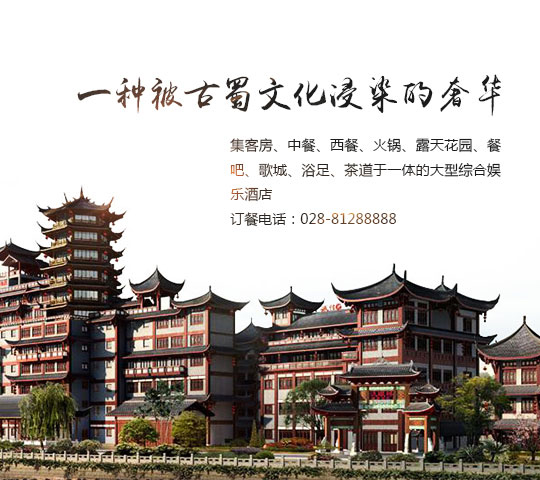 一种被古蜀文化浸染的奢华
集客房、中餐、西餐、火锅、露天花园、餐
吧、歌城、浴足、茶道于一体的大型综合娱
乐酒店
订餐电话：028-81288888